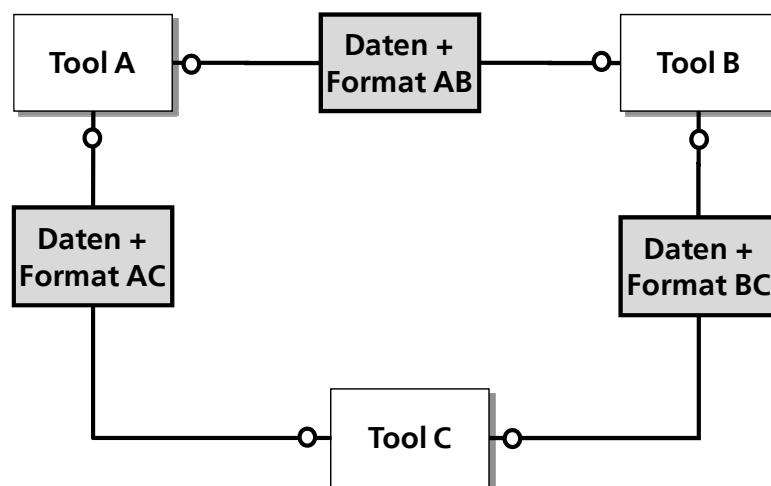 Tool A
Daten +
Format AB
Tool B
Daten +
Format AC
Daten +
Format BC
Tool C